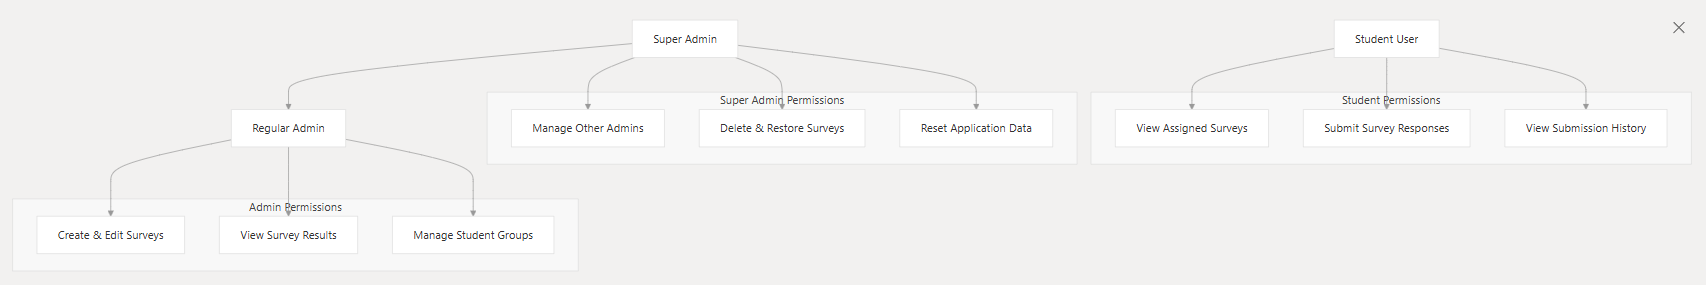 Super Admin
Student User
Super Admin Permissions
Student Permissions
Regular Admin
Manage Other Admins
Delete & Restore Surveys
Reset Application Data
View Assigned Surveys
Submit Survey Responses
View Submission History
Admin Permissions
Create & Edit Surveys
View Survey Results
Manage Student Groups